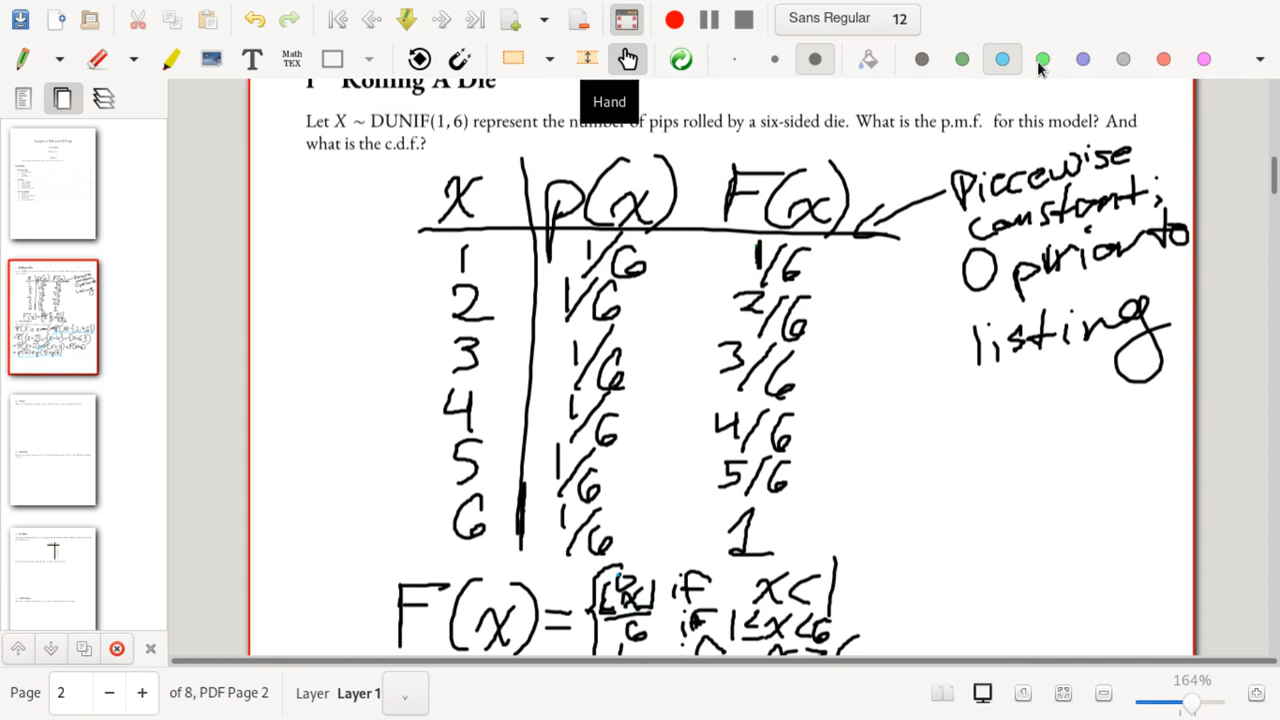 Sans Regular 12
T
Math
TEX
Hand
1 Rolling A Die
Let X ~ DUNIF(1, 6) represent the number of pips rolled by a six-sided die. What is the p.m.f. for this model? And
what is the c.d.f.?
x p(x) F(x)
Piecewise
constant;
0 prior to
listing
1 1/6 1/6
2 1/6 2/6
3 1/6 3/6
4 1/6 4/6
5 1/6 5/6
6 1/6 1
F(x) = { 0 if x<1
⌊x⌋/6 if 1≤x<6
Page 2 of 8, PDF Page 2 Layer Layer 1 164%